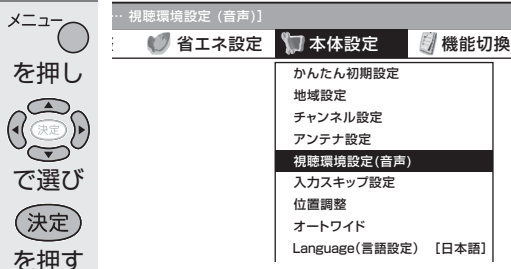 メニュー
を押し
決定
で選び
決定
を押す
… 視聴環境設定 (音声)]
省エネ設定 本体設定 機能切換
かんたん初期設定
地域設定
チャンネル設定
アンテナ設定
視聴環境設定(音声)
入力スキップ設定
位置調整
オートワイド
Language(言語設定) [日本語]